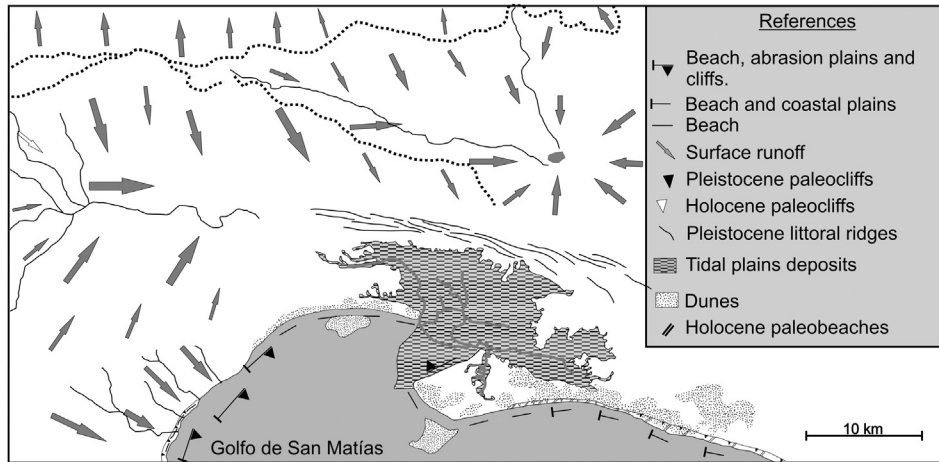 References
Beach, abrasion plains and
cliffs.
Beach and coastal plains
Beach
Surface runoff
Pleistocene paleocliffs
Holocene paleocliffs
Pleistocene littoral ridges
Tidal plains deposits
Dunes
Holocene paleobeaches
10 km
Golfo de San Matías